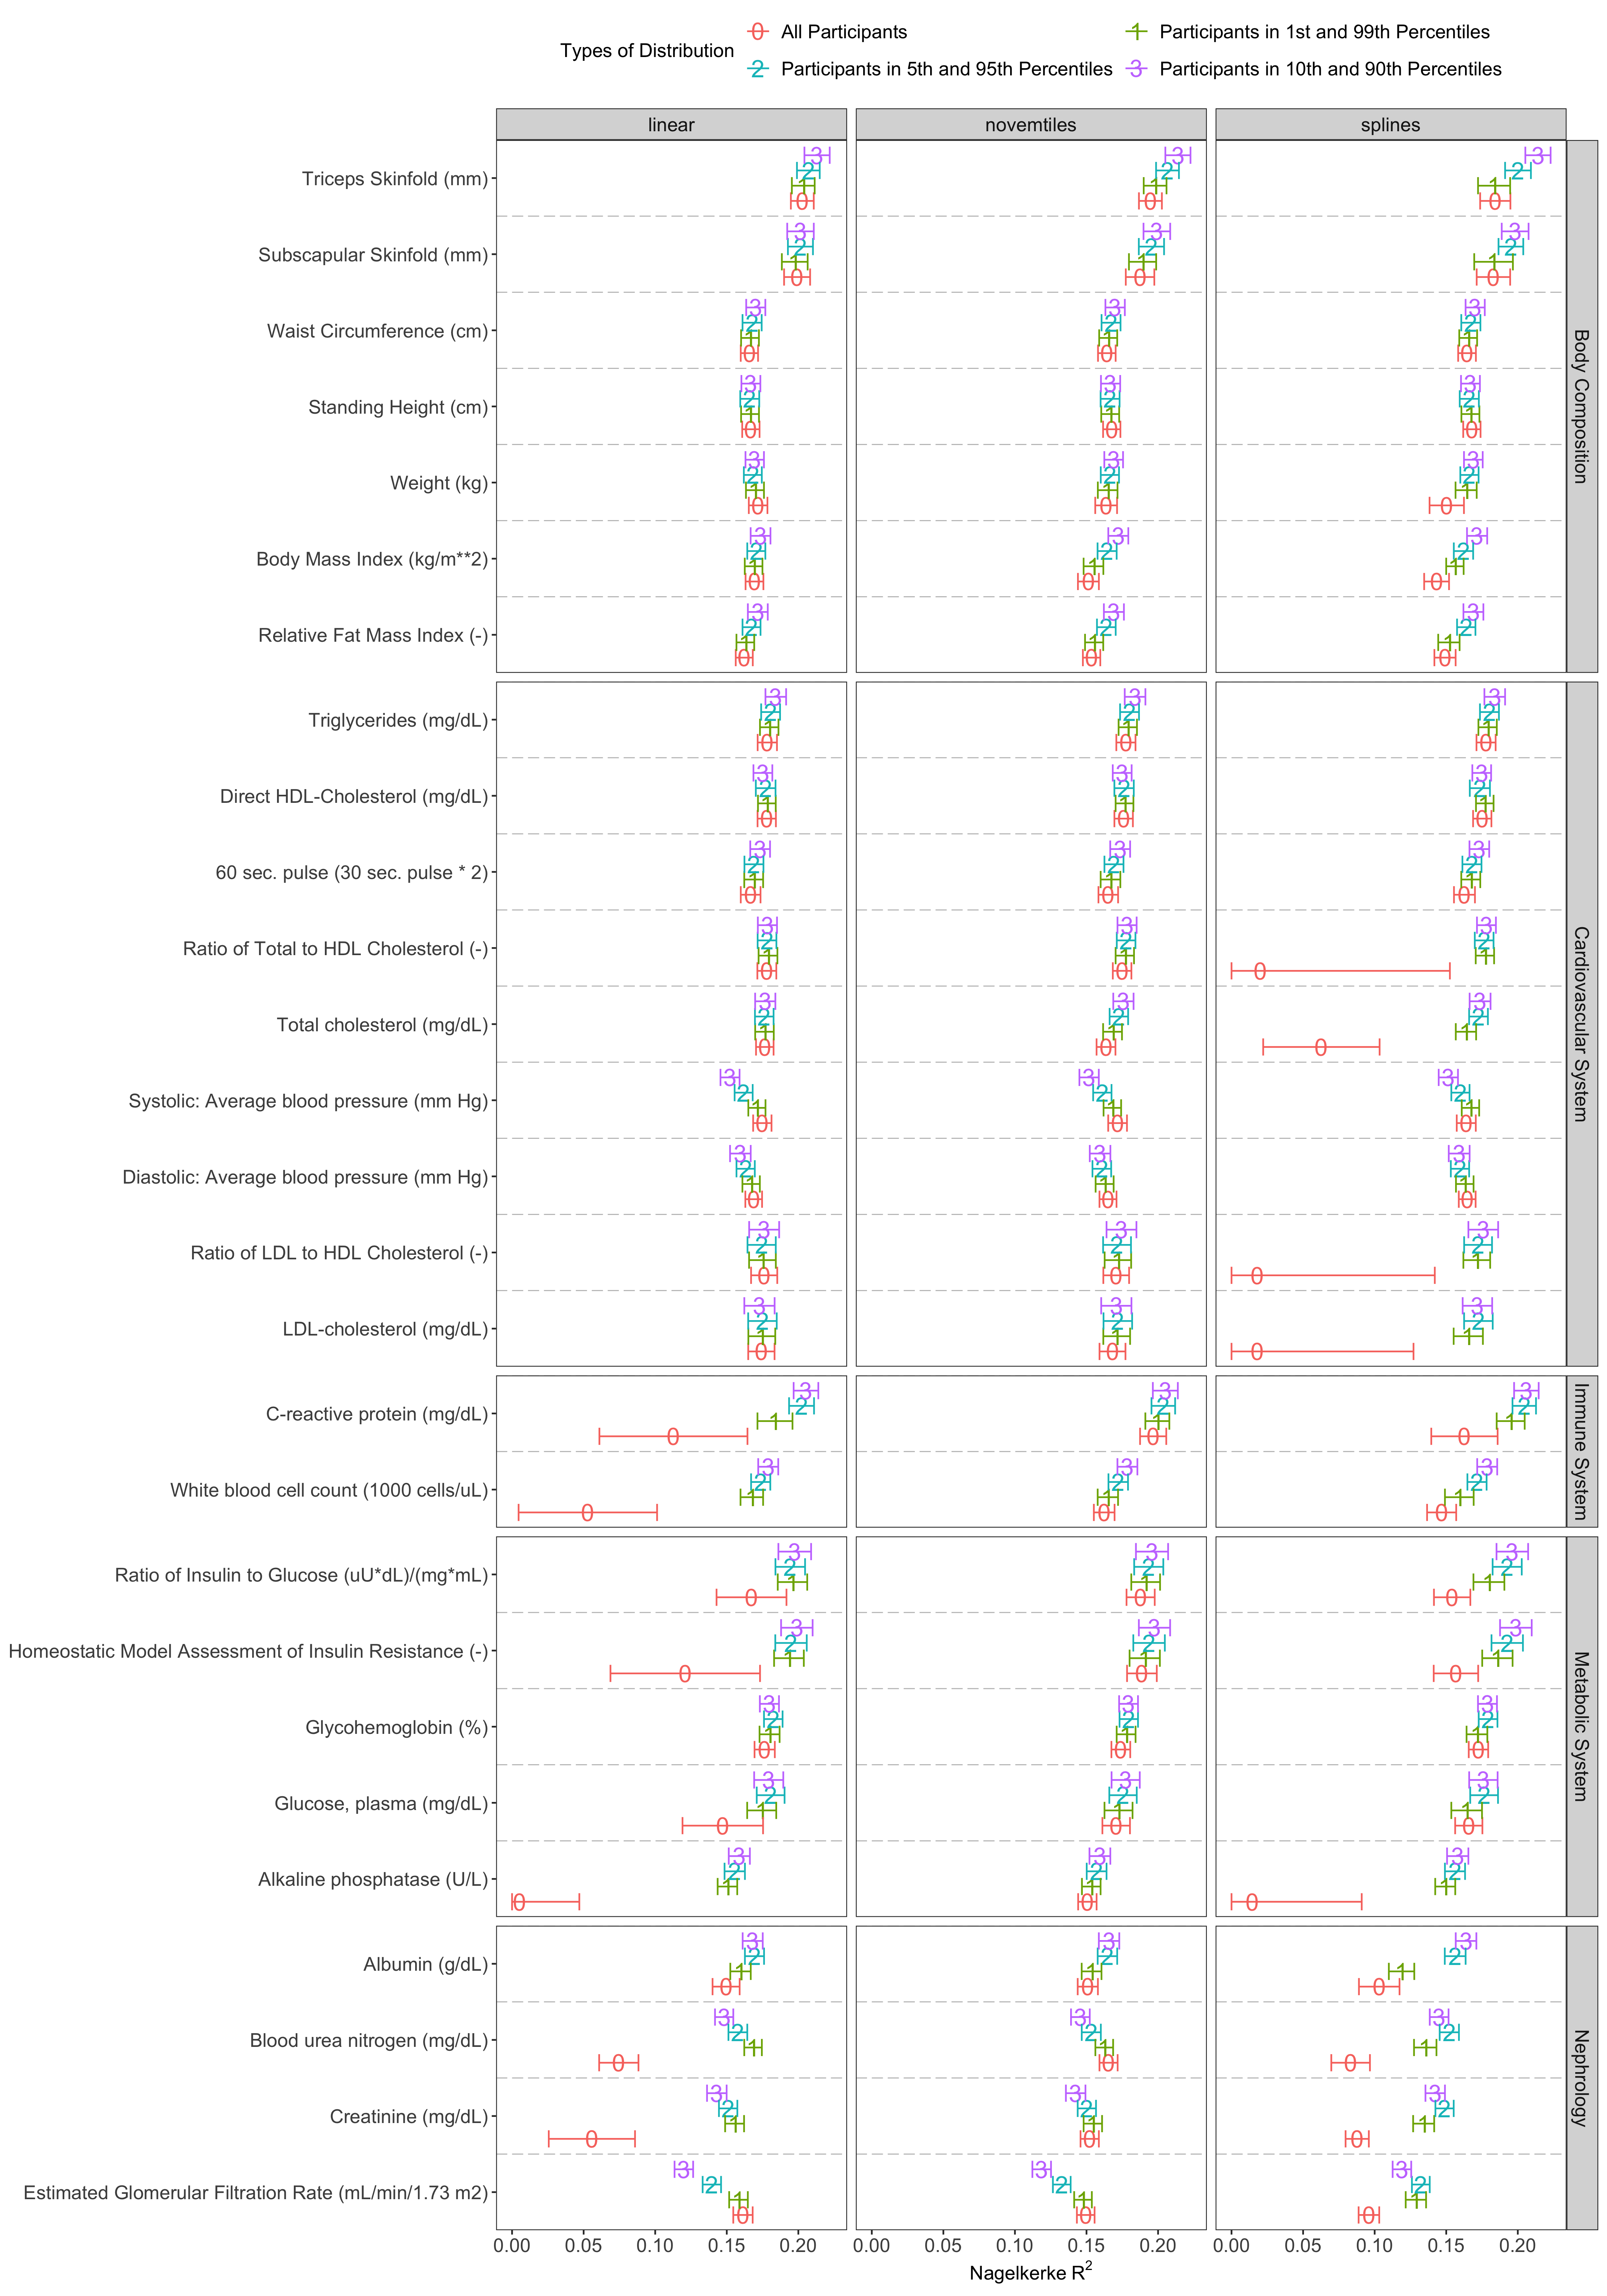 Types of Distribution
0 All Participants
1 Participants in 1st and 99th Percentiles
2 Participants in 5th and 95th Percentiles
3 Participants in 10th and 90th Percentiles
linear
novemtiles
splines
Body Composition
Triceps Skinfold (mm)
Subscapular Skinfold (mm)
Waist Circumference (cm)
Standing Height (cm)
Weight (kg)
Body Mass Index (kg/m**2)
Relative Fat Mass Index (-)
Cardiovascular System
Triglycerides (mg/dL)
Direct HDL-Cholesterol (mg/dL)
60 sec. pulse (30 sec. pulse * 2)
Ratio of Total to HDL Cholesterol (-)
Total cholesterol (mg/dL)
Systolic: Average blood pressure (mm Hg)
Diastolic: Average blood pressure (mm Hg)
Ratio of LDL to HDL Cholesterol (-)
LDL-cholesterol (mg/dL)
Immune System
C-reactive protein (mg/dL)
White blood cell count (1000 cells/uL)
Metabolic System
Ratio of Insulin to Glucose (uU*dL)/(mg*mL)
Homeostatic Model Assessment of Insulin Resistance (-)
Glycohemoglobin (%)
Glucose, plasma (mg/dL)
Alkaline phosphatase (U/L)
Nephrology
Albumin (g/dL)
Blood urea nitrogen (mg/dL)
Creatinine (mg/dL)
Estimated Glomerular Filtration Rate (mL/min/1.73 m2)
0.00 0.05 0.10 0.15 0.20
0.00 0.05 0.10 0.15 0.20
0.00 0.05 0.10 0.15 0.20
Nagelkerke R²